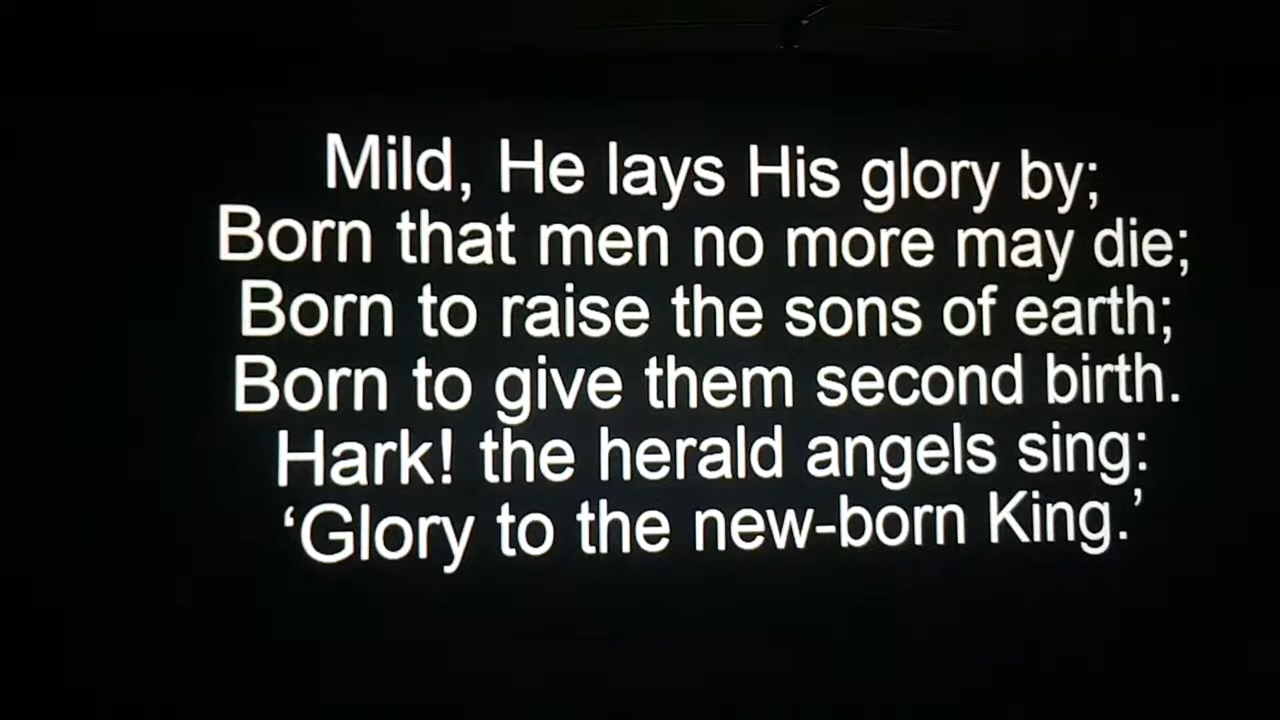 Mild, He lays His glory by;
Born that men no more may die;
Born to raise the sons of earth;
Born to give them second birth.
Hark! the herald angels sing:
‘Glory to the new-born King.’